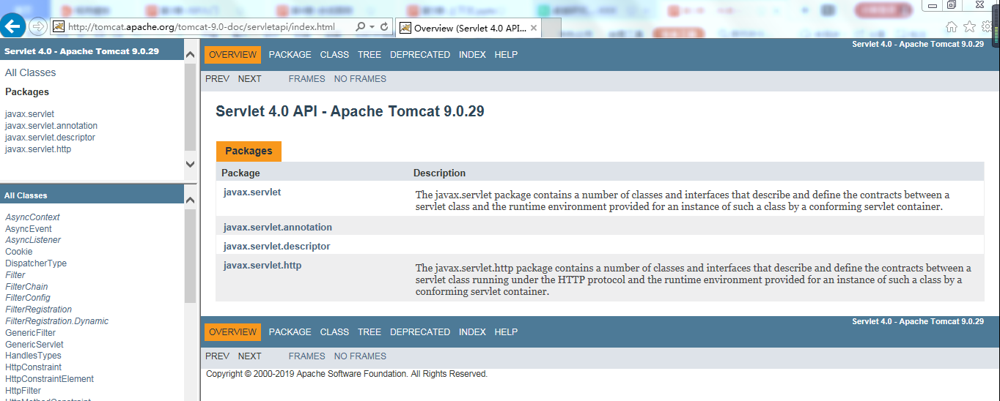 http://tomcat.apache.org/tomcat-9.0-doc/servletapi/index.html
Overview (Servlet 4.0 API...
Servlet 4.0 - Apache Tomcat 9.0.29
All Classes
Packages
javax.servlet
javax.servlet.annotation
javax.servlet.descriptor
javax.servlet.http
All Classes
AsyncContext
AsyncEvent
AsyncListener
Cookie
DispatcherType
Filter
FilterChain
FilterConfig
FilterRegistration
FilterRegistration.Dynamic
GenericFilter
GenericServlet
HandlesTypes
HttpConstraint
HttpConstraintElement
HttpFilter
HttpMethodConstraint
OVERVIEW PACKAGE CLASS TREE DEPRECATED INDEX HELP
Servlet 4.0 - Apache Tomcat 9.0.29
PREV NEXT FRAMES NO FRAMES
Servlet 4.0 API - Apache Tomcat 9.0.29
Packages
Package Description
javax.servlet
The javax.servlet package contains a number of classes and interfaces that describe and define the contracts between a
servlet class and the runtime environment provided for an instance of such a class by a conforming servlet container.
javax.servlet.annotation
javax.servlet.descriptor
javax.servlet.http
The javax.servlet.http package contains a number of classes and interfaces that describe and define the contracts between a
servlet class running under the HTTP protocol and the runtime environment provided for an instance of such a class by a
conforming servlet container.
OVERVIEW PACKAGE CLASS TREE DEPRECATED INDEX HELP
Servlet 4.0 - Apache Tomcat 9.0.29
PREV NEXT FRAMES NO FRAMES
Copyright © 2000-2019 Apache Software Foundation. All Rights Reserved.